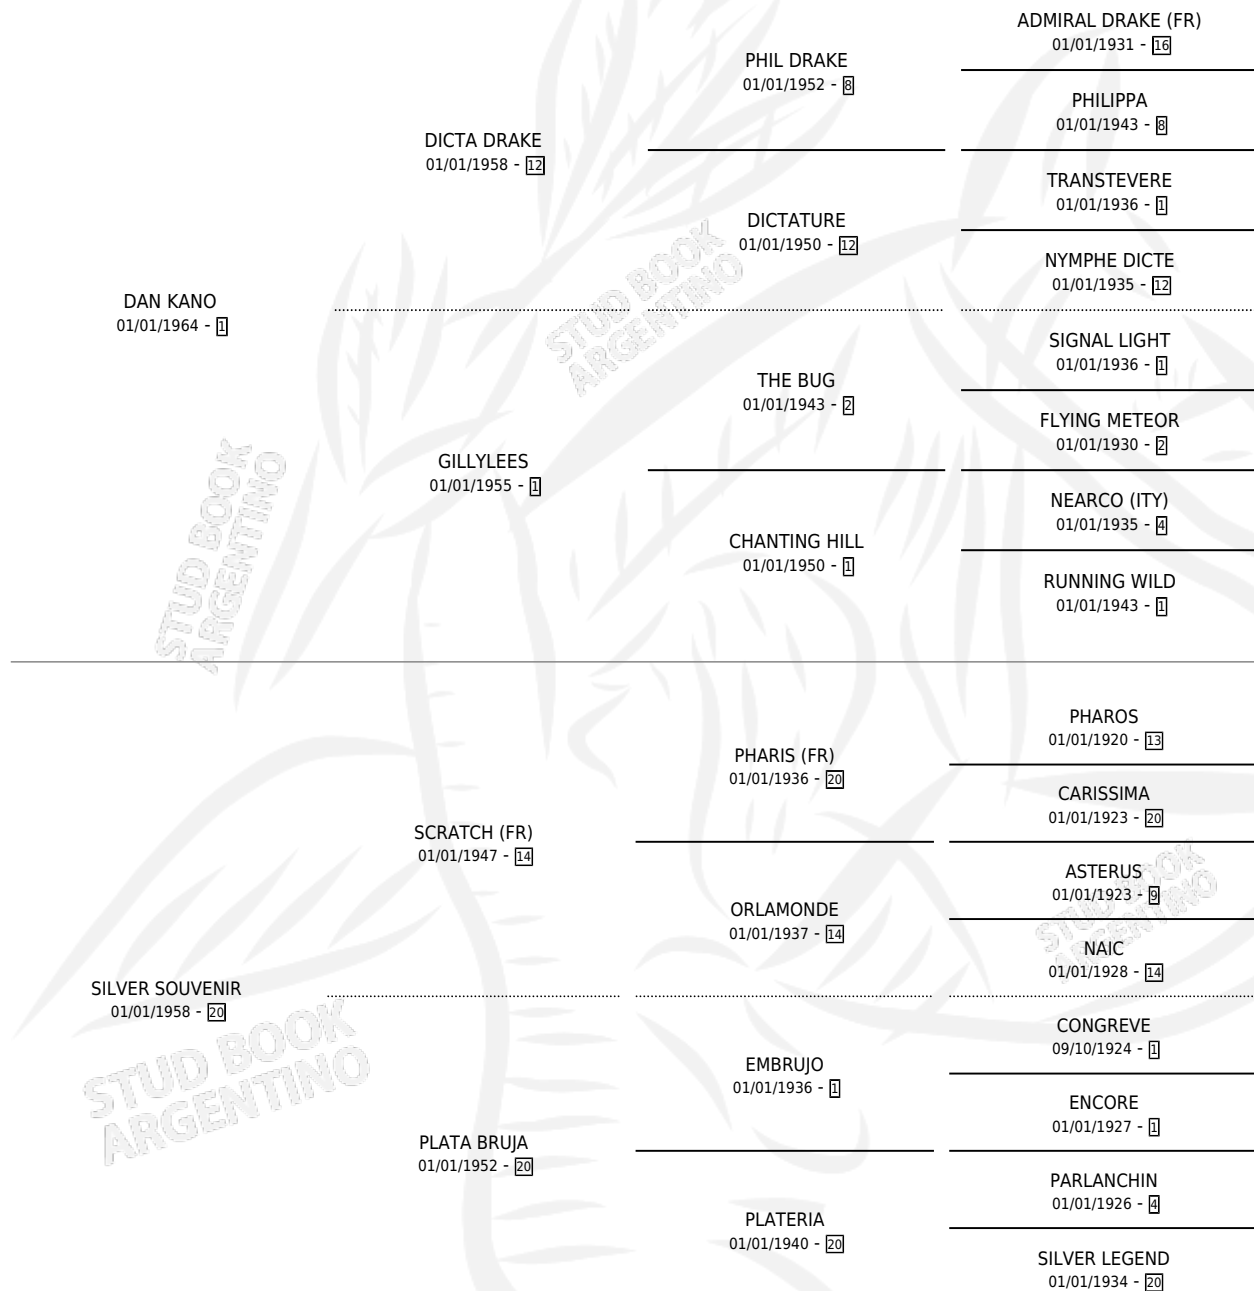 ADMIRAL DRAKE (FR)
01/01/1931 - 16
PHIL DRAKE
01/01/1952 - 8
PHILIPPA
01/01/1943 - 8
DICTA DRAKE
01/01/1958 - 12
TRANSTEVERE
01/01/1936 - 1
DICTATURE
01/01/1950 - 12
NYMPHE DICTE
01/01/1935 - 12
DAN KANO
01/01/1964 - 1
SIGNAL LIGHT
01/01/1936 - 1
THE BUG
01/01/1943 - 2
FLYING METEOR
01/01/1930 - 2
GILLYLEES
01/01/1955 - 1
NEARCO (ITY)
01/01/1935 - 4
CHANTING HILL
01/01/1950 - 1
RUNNING WILD
01/01/1943 - 1
PHAROS
01/01/1920 - 13
PHARIS (FR)
01/01/1936 - 20
CARISSIMA
01/01/1923 - 20
SCRATCH (FR)
01/01/1947 - 14
ASTERUS
01/01/1923 - 9
ORLAMONDE
01/01/1937 - 14
NAIC
01/01/1928 - 14
SILVER SOUVENIR
01/01/1958 - 20
CONGREVE
09/10/1924 - 1
EMBRUJO
01/01/1936 - 1
ENCORE
01/01/1927 - 1
PLATA BRUJA
01/01/1952 - 20
PARLANCHIN
01/01/1926 - 4
PLATERIA
01/01/1940 - 20
SILVER LEGEND
01/01/1934 - 20
STUD BOOK
ARGENTINO
STUD BOOK
ARGENTINO
STUD BOOK
ARGENTINO
STUD BOOK
ARGENTINO